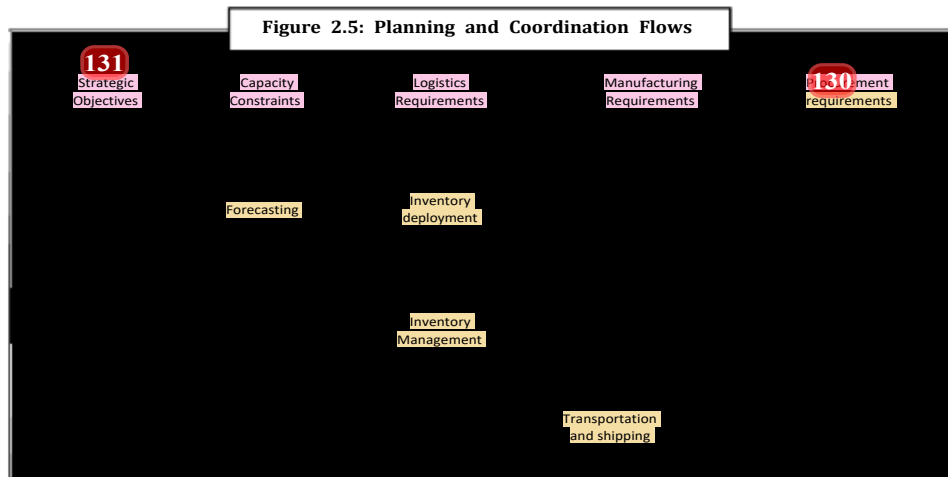 Figure 2.5: Planning and Coordination Flows
131
Strategic
Objectives
Capacity
Constraints
Logistics
Requirements
Manufacturing
Requirements
130
requirements
Forecasting
Inventory
deployment
Inventory
Management
Transportation
and shipping